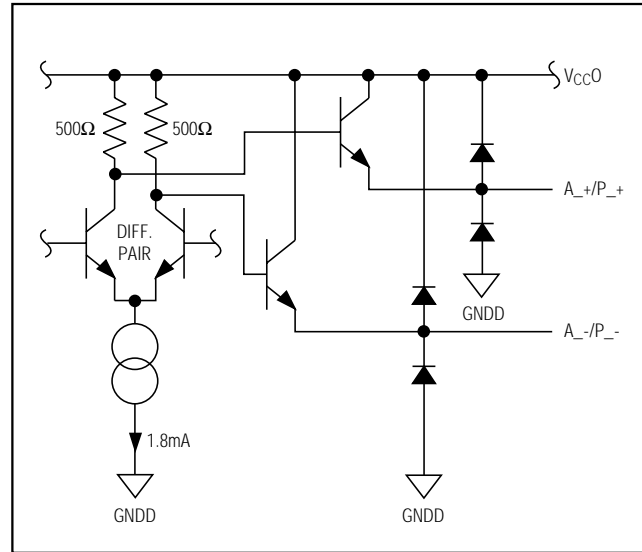 VCCO
500Ω 500Ω
A_+/P_+
DIFF.
PAIR
GNDD
A_-/P_-
1.8mA
GNDD
GNDD